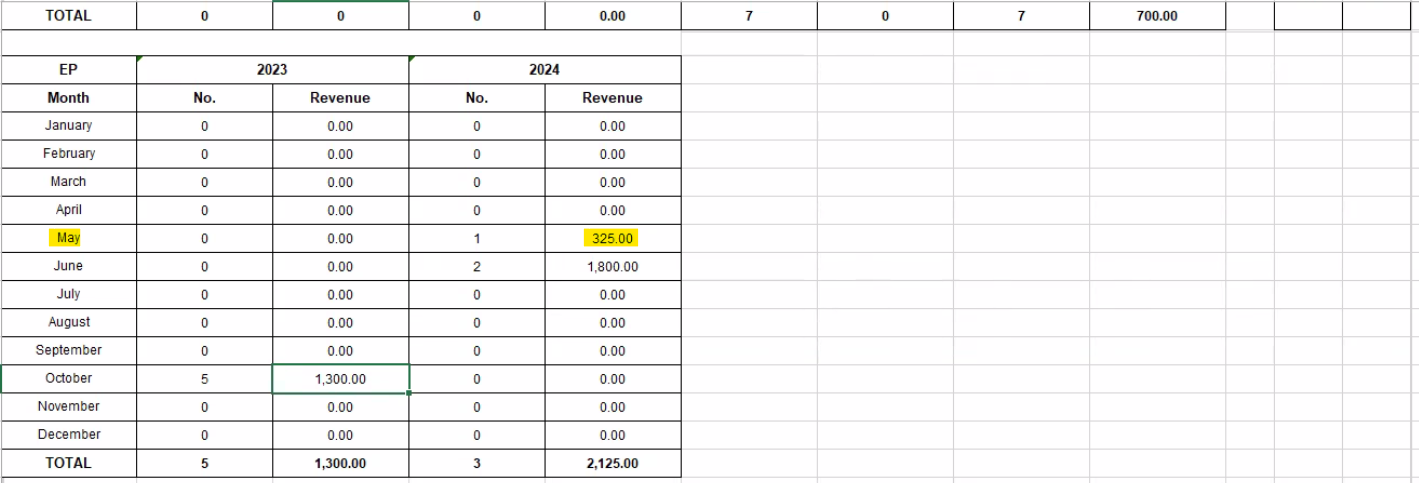 TOTAL 0 0 0 0.00 7 0 7 700.00
EP 2023 2024
Month No. Revenue No. Revenue
January 0 0.00 0 0.00
February 0 0.00 0 0.00
March 0 0.00 0 0.00
April 0 0.00 0 0.00
May 0 0.00 1 325.00
June 0 0.00 2 1,800.00
July 0 0.00 0 0.00
August 0 0.00 0 0.00
September 0 0.00 0 0.00
October 5 1,300.00 0 0.00
November 0 0.00 0 0.00
December 0 0.00 0 0.00
TOTAL 5 1,300.00 3 2,125.00